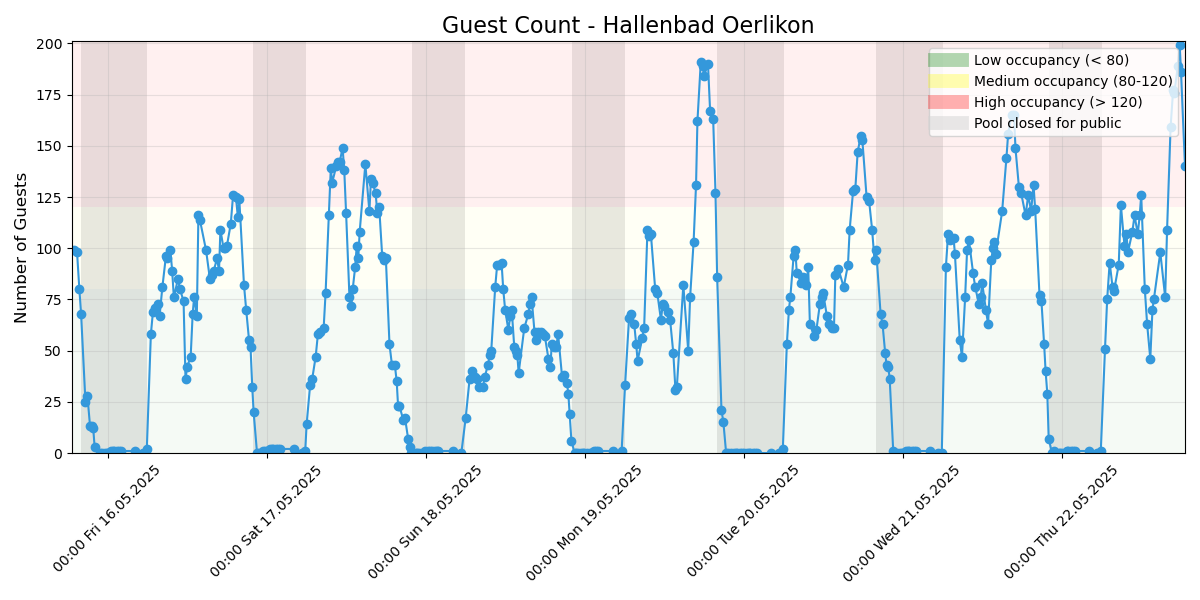 Guest Count - Hallenbad Oerlikon
Number of Guests
200
175
150
125
100
75
50
25
0
Low occupancy (< 80)
Medium occupancy (80-120)
High occupancy (> 120)
Pool closed for public
00:00 Fri 16.05.2025
00:00 Sat 17.05.2025
00:00 Sun 18.05.2025
00:00 Mon 19.05.2025
00:00 Tue 20.05.2025
00:00 Wed 21.05.2025
00:00 Thu 22.05.2025